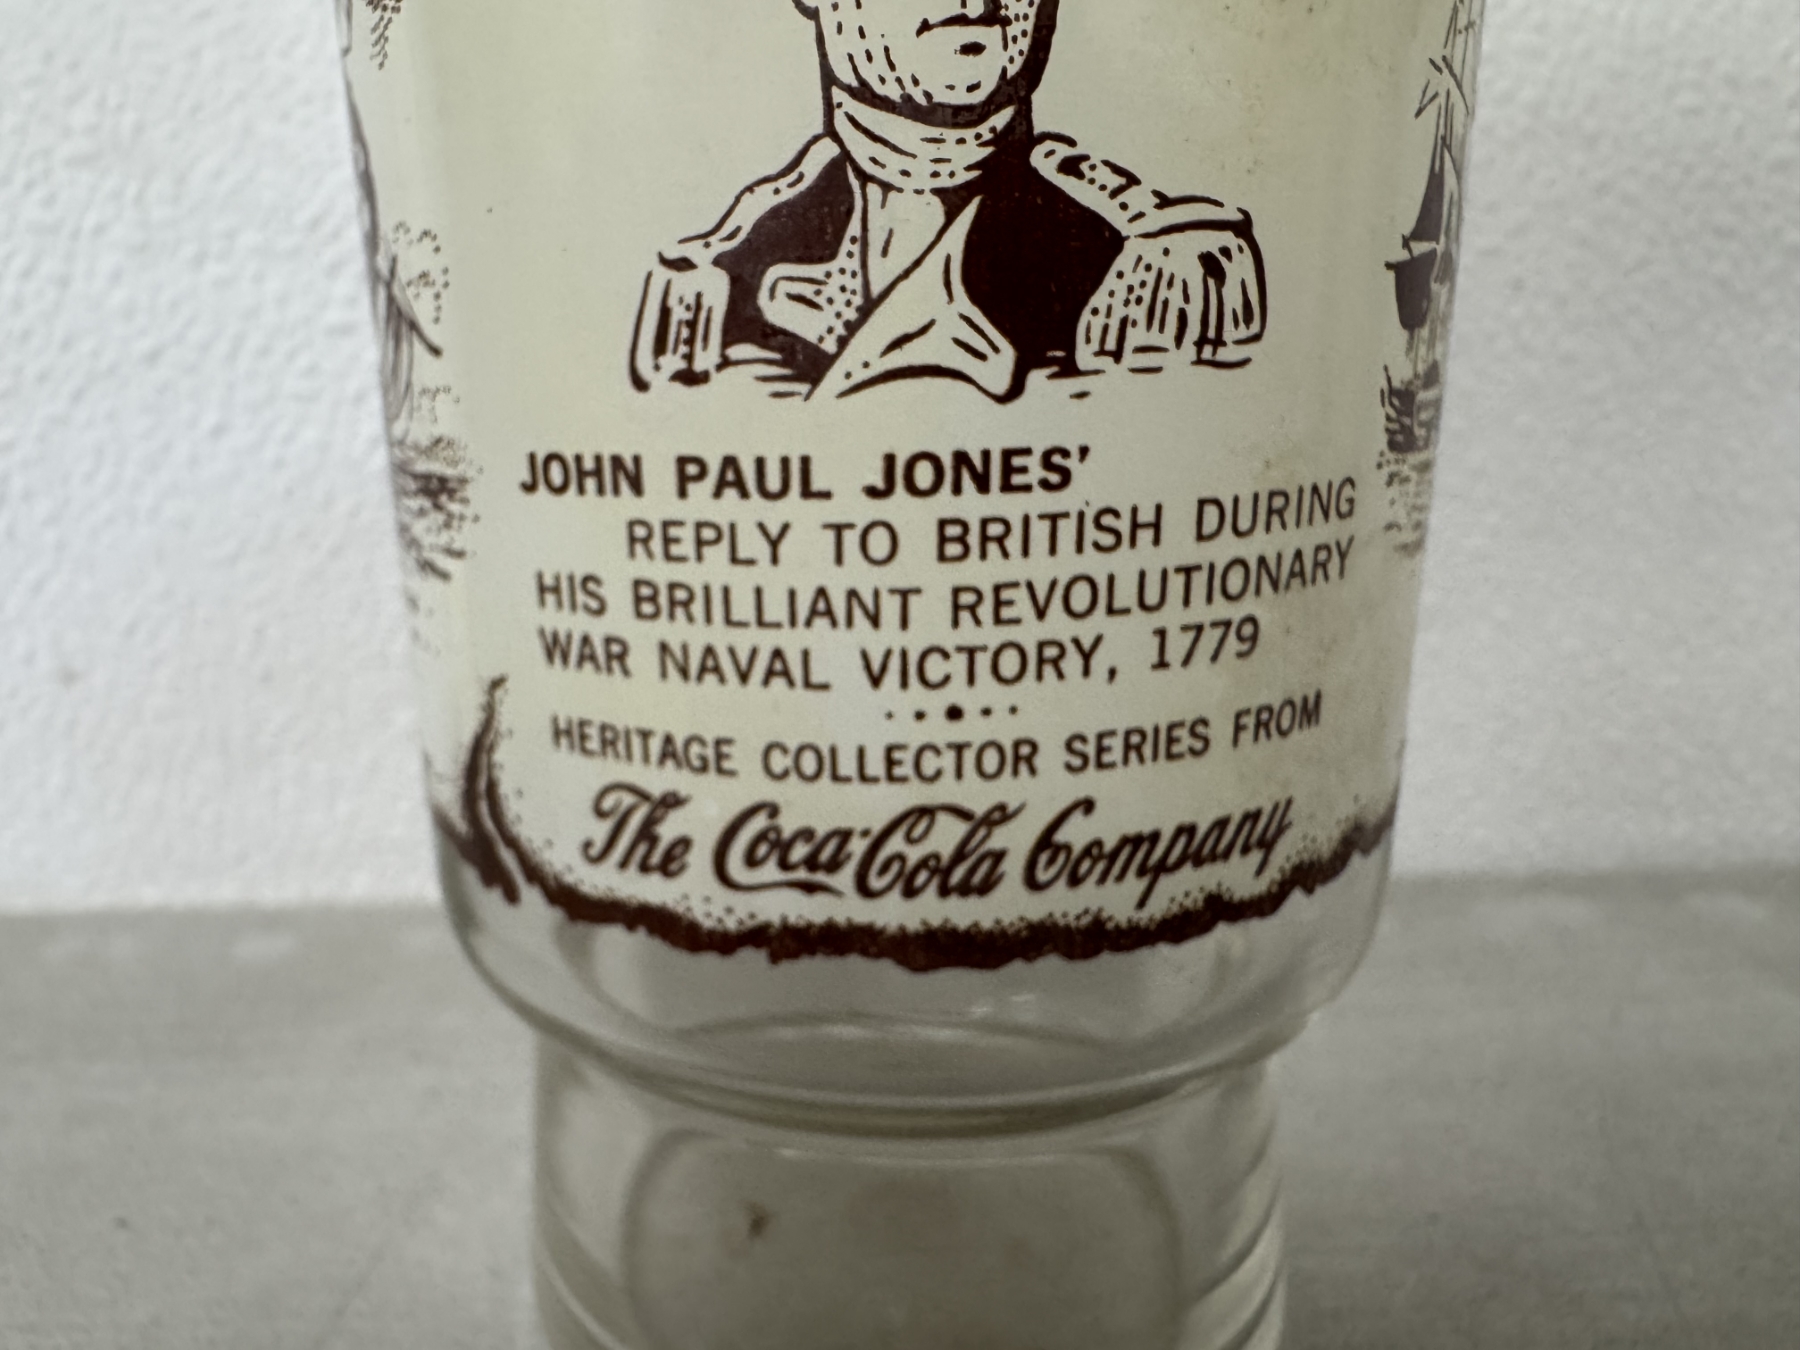 JOHN PAUL JONES'
REPLY TO BRITISH DURING
HIS BRILLIANT REVOLUTIONARY
WAR NAVAL VICTORY, 1779
HERITAGE COLLECTOR SERIES FROM
The Coca-Cola Company